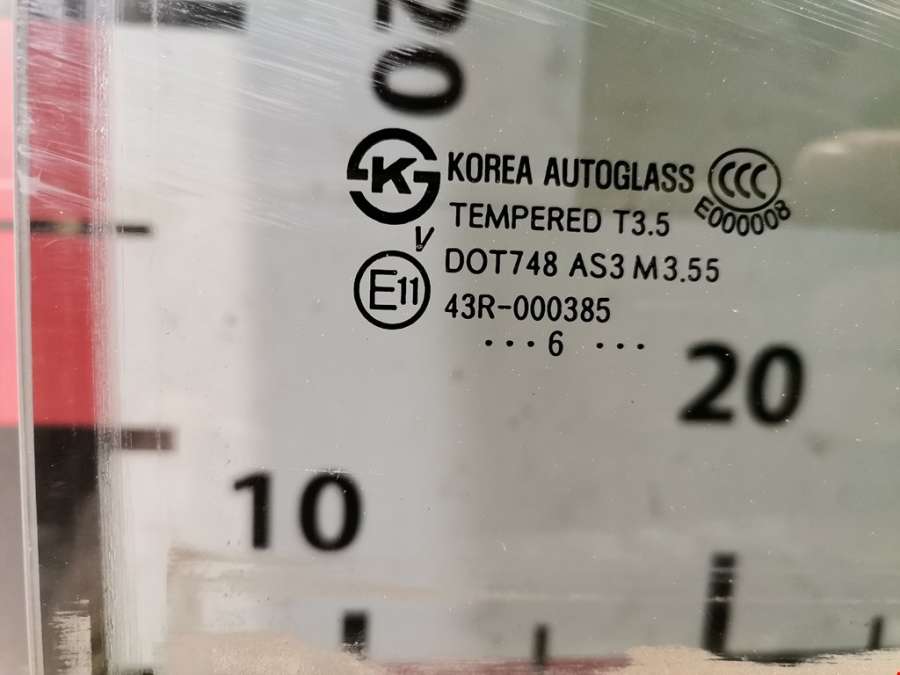 20
K KOREA AUTOGLASS CCC
TEMPERED T3.5 E000008
V
E11 DOT748 AS3 M3.55
43R-000385
···6 ···
20
10